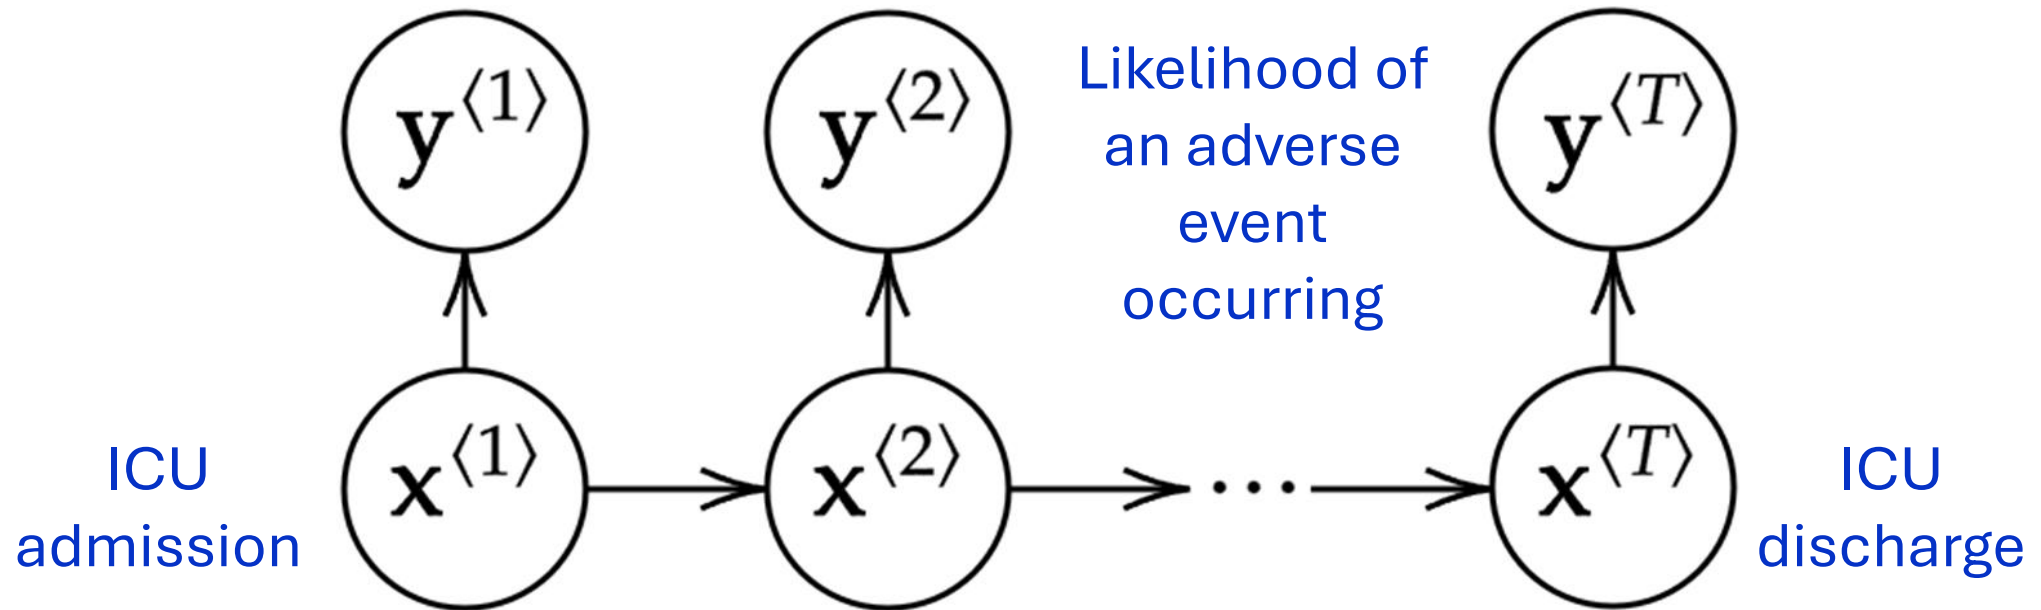 y⟨1⟩
y⟨2⟩
Likelihood of
an adverse
event
occurring
y⟨T⟩
ICU
admission
x⟨1⟩
x⟨2⟩
···
x⟨T⟩
ICU
discharge